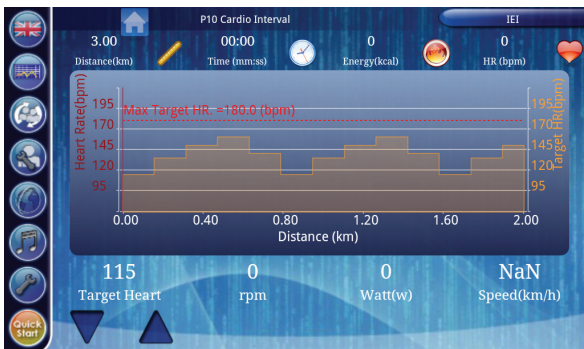 P10 Cardio Interval
IEI
3.00
00:00
0
0
Distance(km)
Time (mm:ss)
Energy(kcal)
HR (bpm)
Heart Rate(bpm)
195
170
145
120
95
Max Target HR. =180.0 (bpm)
195
170
145
120
95
Target HR(bpm)
0.00
0.40
0.80
1.20
1.60
2.00
Distance (km)
115
0
0
NaN
Target Heart
rpm
Watt(w)
Speed(km/h)
Quick
Start